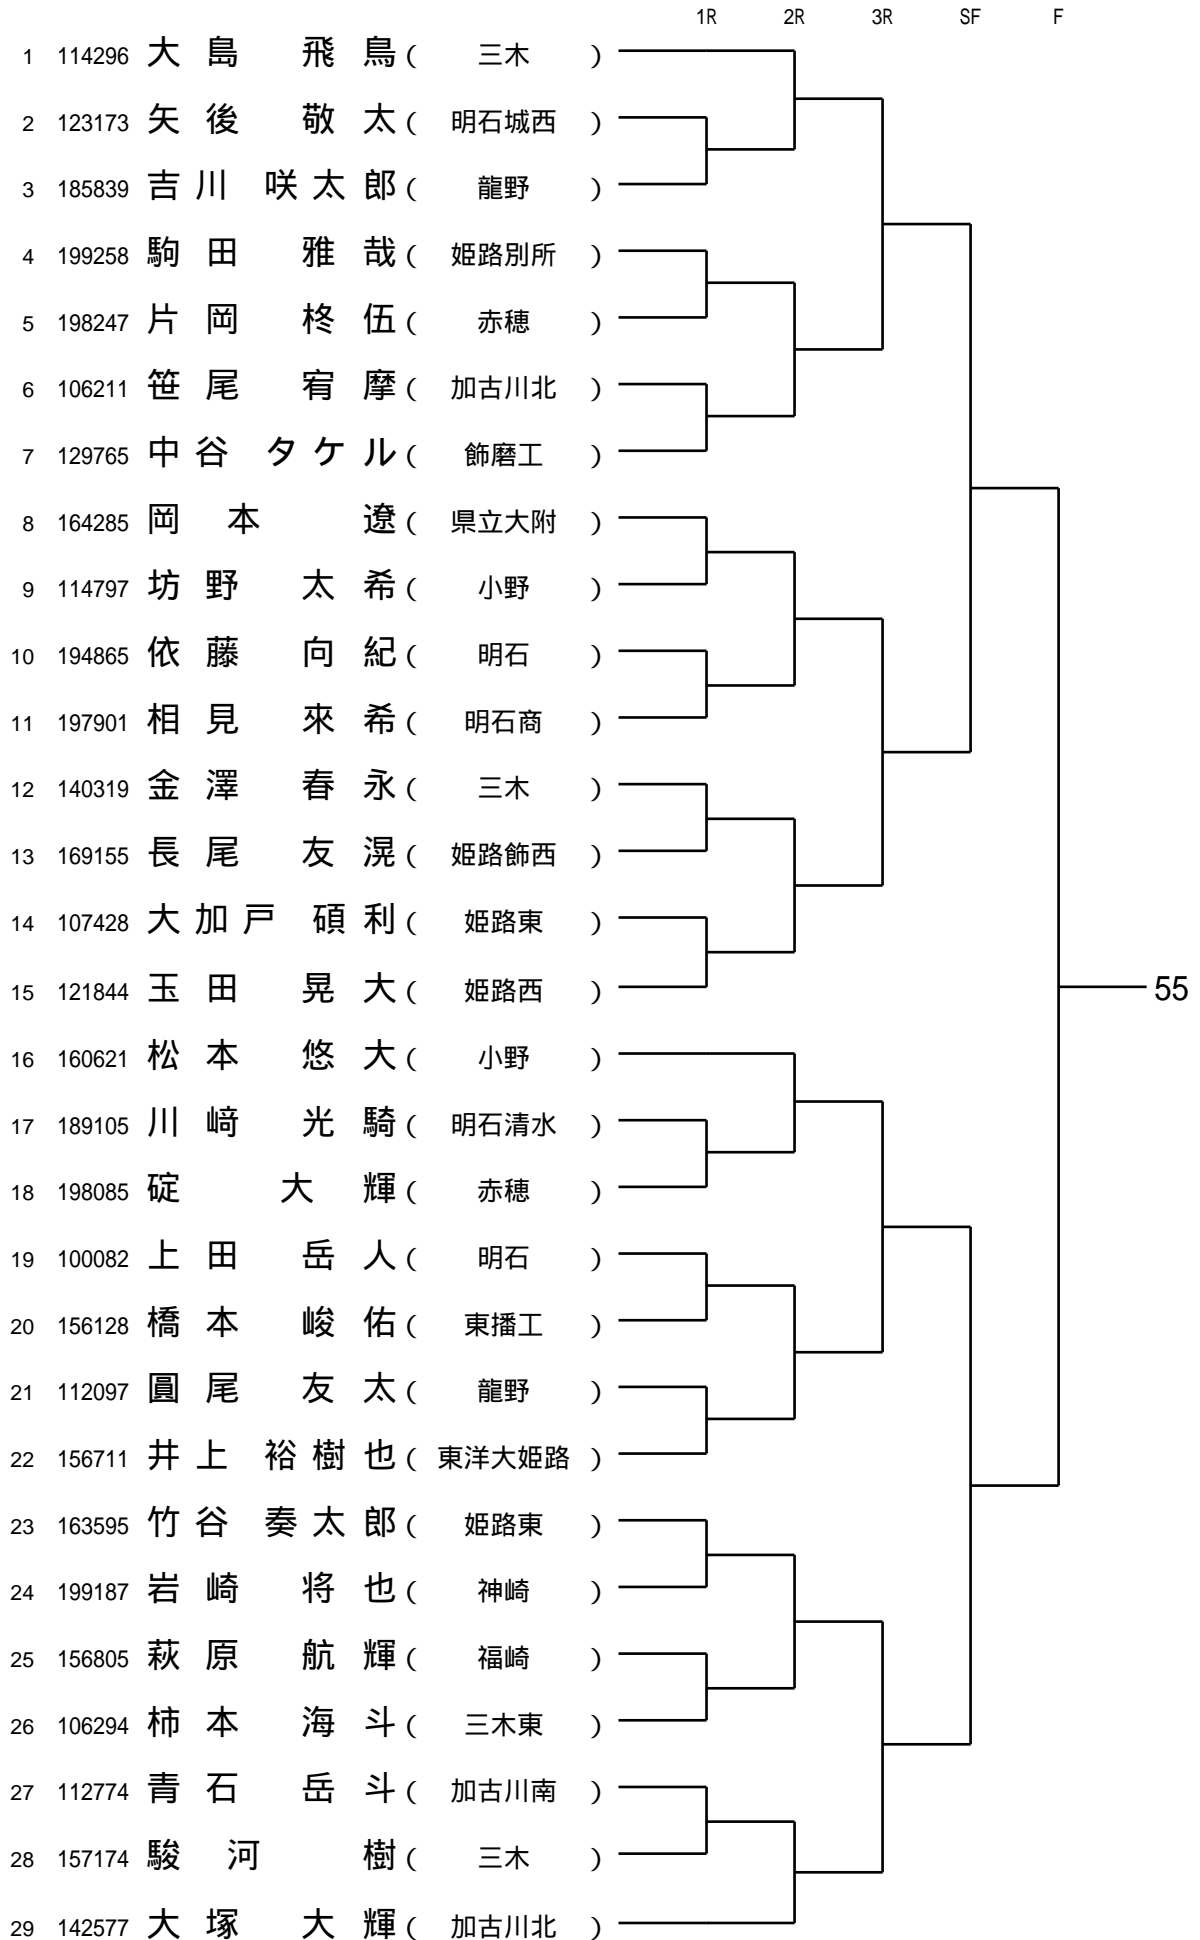 1R 2R 3R SF F
1 114296 大島 飛鳥 ( 三木 )
2 123173 矢後 敬太 ( 明石城西 )
3 185839 吉川 咲太郎 ( 龍野 )
4 199258 駒田 雅哉 ( 姫路別所 )
5 198247 片岡 柊伍 ( 赤穂 )
6 106211 笹尾 宥摩 ( 加古川北 )
7 129765 中谷 タケル ( 飾磨工 )
8 164285 岡本 遼 ( 県立大附 )
9 114797 坊野 太希 ( 小野 )
10 194865 依藤 向紀 ( 明石 )
11 197901 相見 來希 ( 明石商 )
12 140319 金澤 春永 ( 三木 )
13 169155 長尾 友滉 ( 姫路飾西 )
14 107428 大加戸 碩利 ( 姫路東 )
15 121844 玉田 晃大 ( 姫路西 )
55
16 160621 松本 悠大 ( 小野 )
17 189105 川﨑 光騎 ( 明石清水 )
18 198085 碇 大輝 ( 赤穂 )
19 100082 上田 岳人 ( 明石 )
20 156128 橋本 峻佑 ( 東播工 )
21 112097 圓尾 友太 ( 龍野 )
22 156711 井上 裕樹也 ( 東洋大姫路 )
23 163595 竹谷 奏太郎 ( 姫路東 )
24 199187 岩崎 将也 ( 神崎 )
25 156805 萩原 航輝 ( 福崎 )
26 106294 柿本 海斗 ( 三木東 )
27 112774 青石 岳斗 ( 加古川南 )
28 157174 駿河 樹 ( 三木 )
29 142577 大塚 大輝 ( 加古川北 )